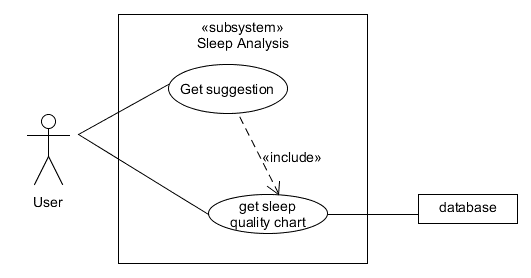 «subsystem»
Sleep Analysis
Get suggestion
«include»
User
get sleep
quality chart
database